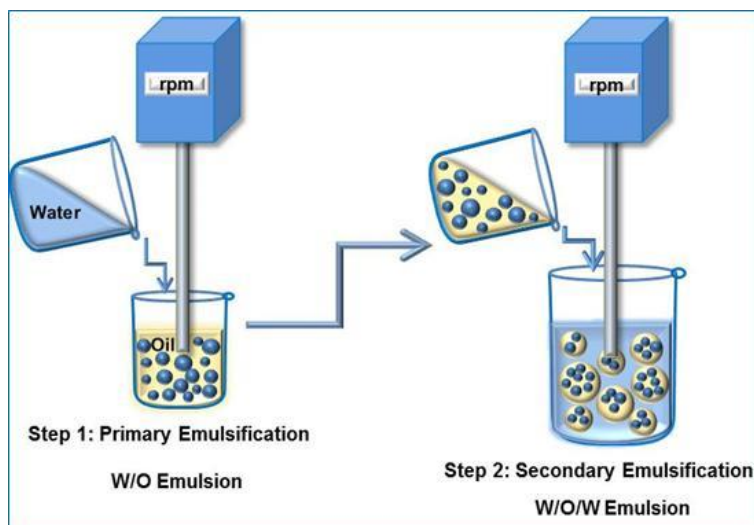 rpm
Water
Oil
Step 1: Primary Emulsification
W/O Emulsion
rpm
Step 2: Secondary Emulsification
W/O/W Emulsion